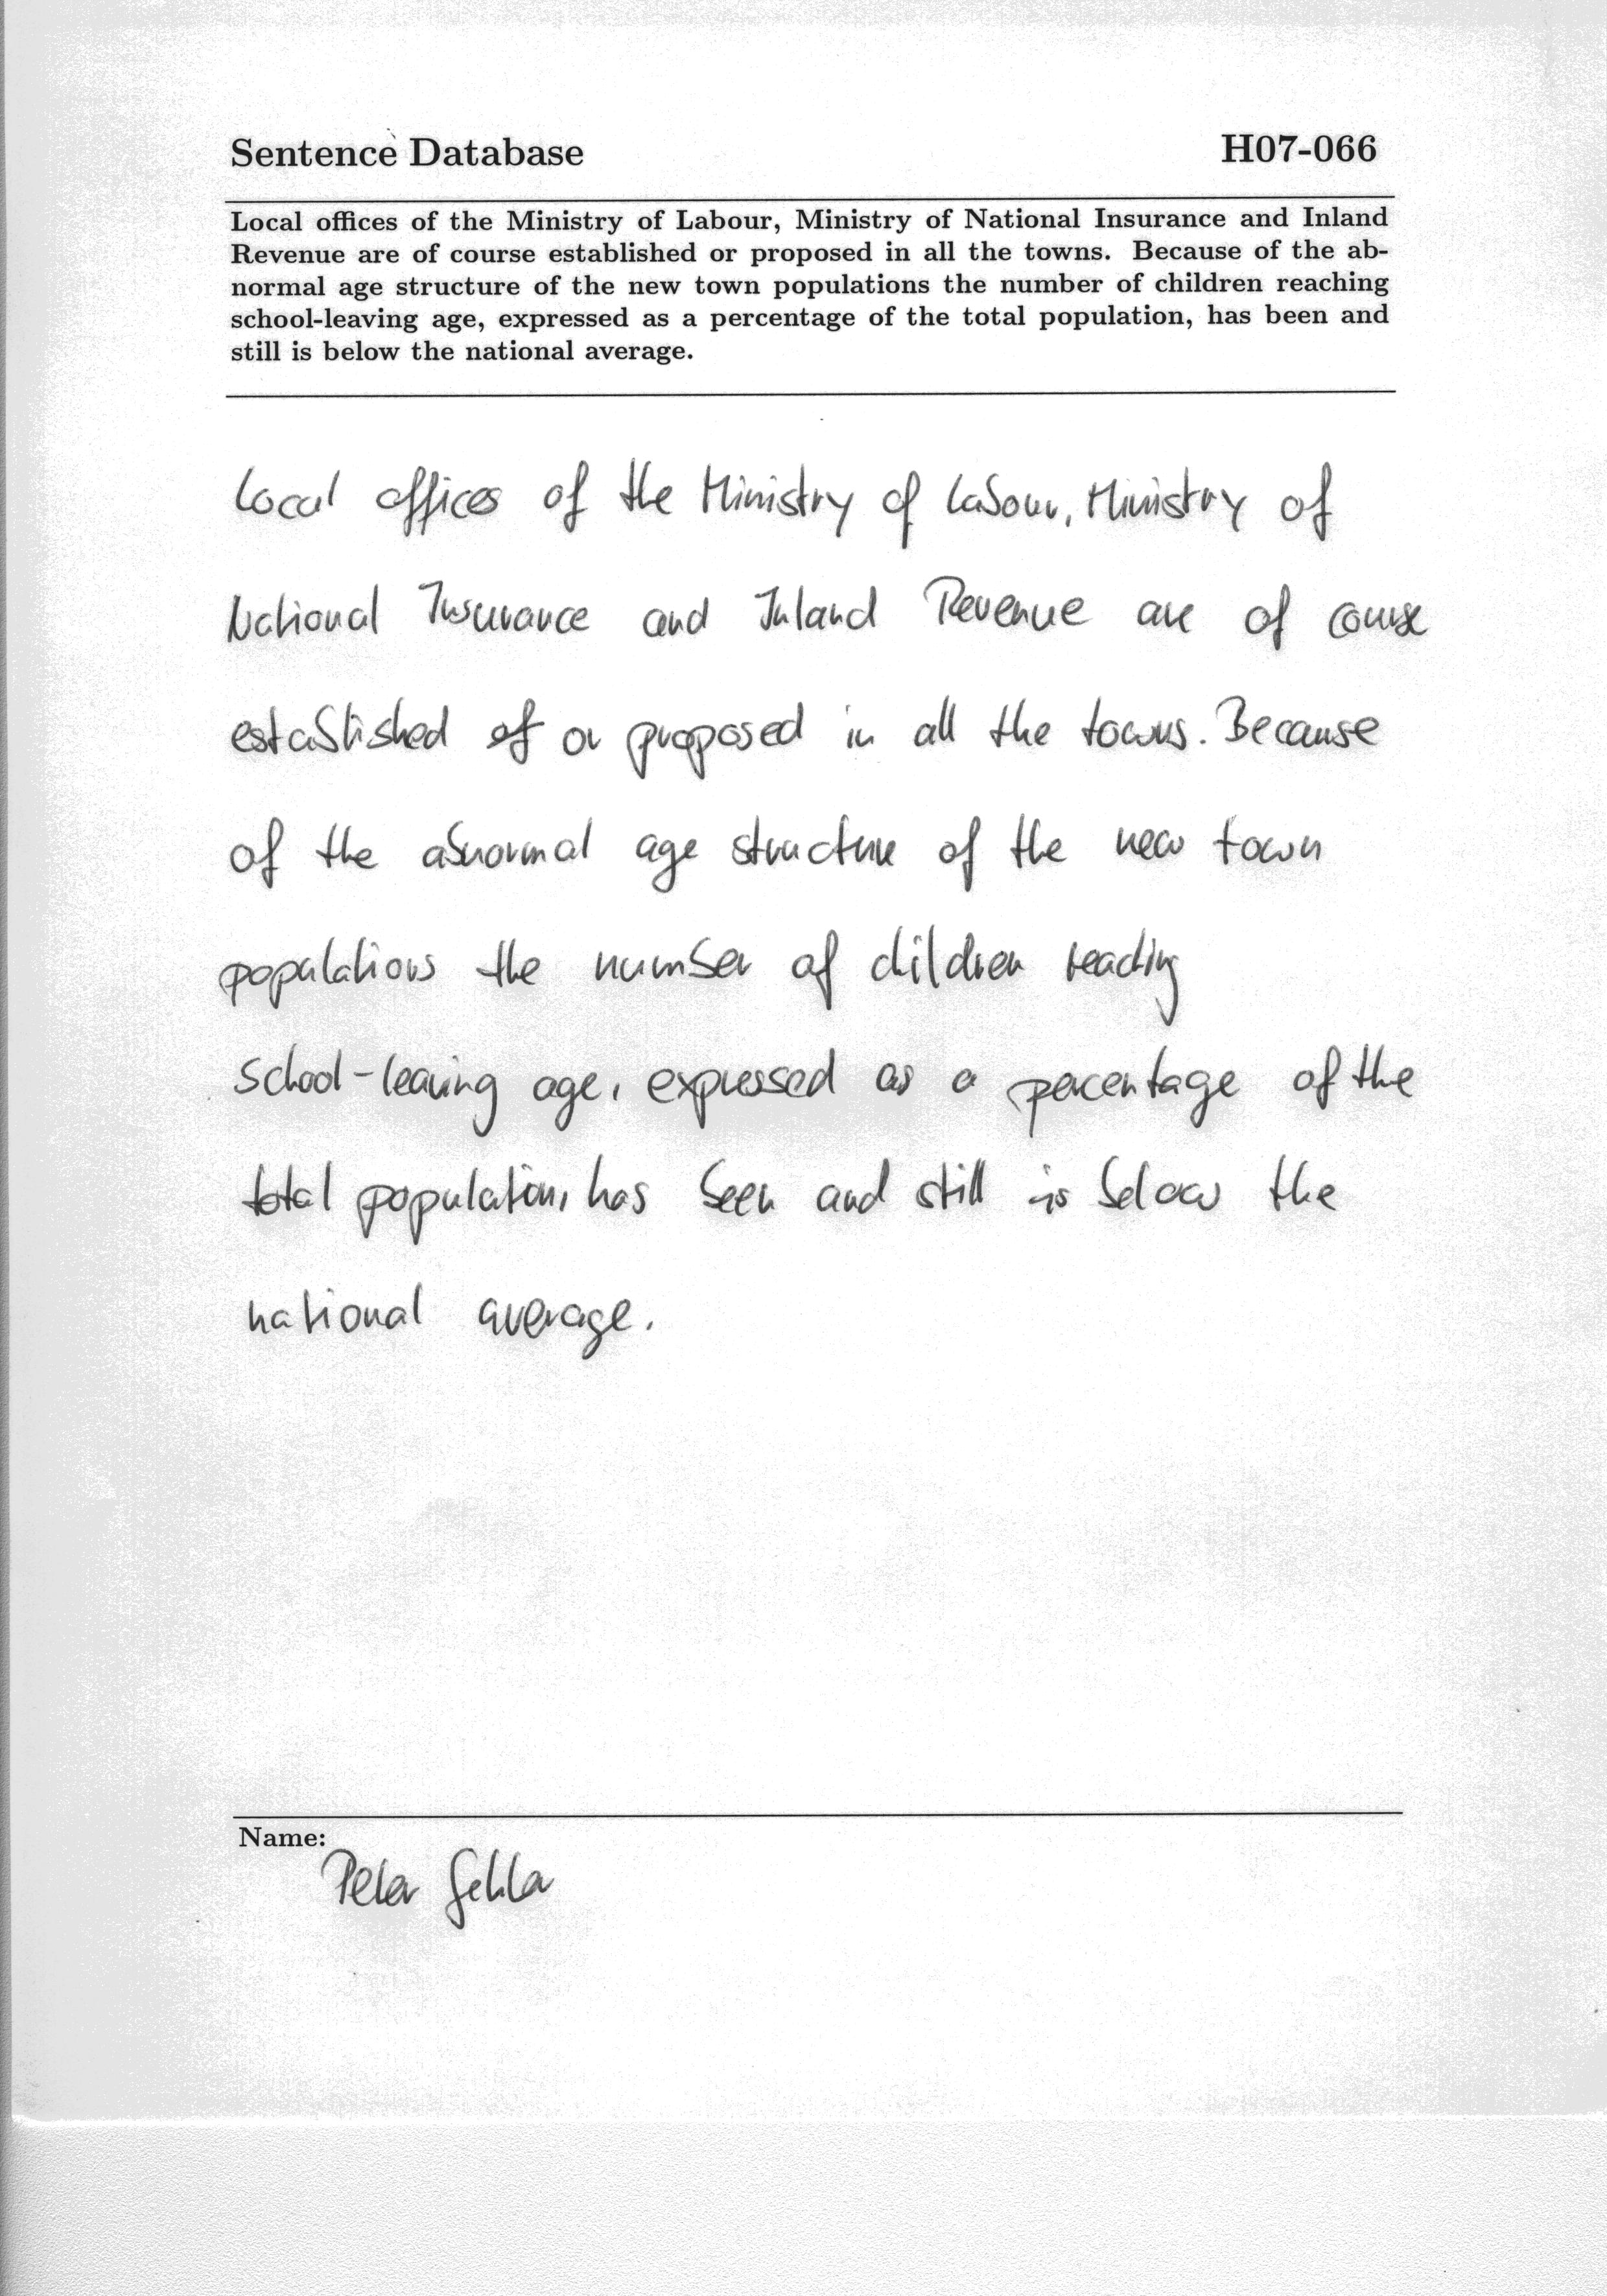 Sentence Database H07-066
Local offices of the Ministry of Labour, Ministry of National Insurance and Inland
Revenue are of course established or proposed in all the towns. Because of the ab-
normal age structure of the new town populations the number of children reaching
school-leaving age, expressed as a percentage of the total population, has been and
still is below the national average.
Local offices of the Ministry of Labour, Ministry of
National Insurance and Inland Revenue are of course
established of or proposed in all the towns. Because
of the abnormal age structure of the new town
populations the number of children reaching
school-leaving age, expressed as a percentage of the
total population, has been and still is below the
national average.
Name:
Peter